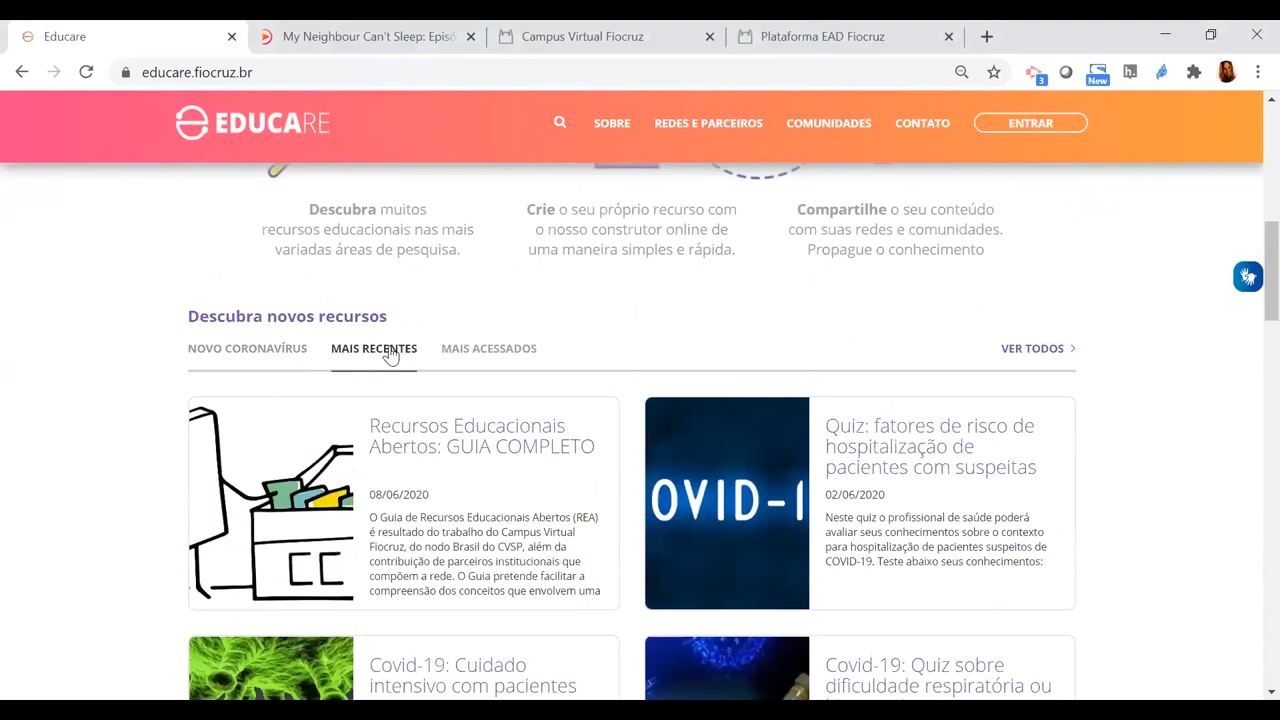 Educare
My Neighbour Can't Sleep: Episó
Campus Virtual Fiocruz
Plataforma EAD Fiocruz
educare.fiocruz.br
3
New
EDUCARE
SOBRE
REDES E PARCEIROS
COMUNIDADES
CONTATO
ENTRAR
Descubra muitos
recursos educacionais nas mais
variadas áreas de pesquisa.
Crie o seu próprio recurso com
o nosso construtor online de
uma maneira simples e rápida.
Compartilhe o seu conteúdo
com suas redes e comunidades.
Propague o conhecimento
Descubra novos recursos
NOVO CORONAVÍRUS
MAIS RECENTES
MAIS ACESSADOS
VER TODOS
CC
Recursos Educacionais
Abertos: GUIA COMPLETO
08/06/2020
O Guia de Recursos Educacionais Abertos (REA)
é resultado do trabalho do Campus Virtual
Fiocruz, do nodo Brasil do CVSP, além da
contribuição de parceiros institucionais que
compõem a rede. O Guia pretende facilitar a
compreensão dos conceitos que envolvem uma
OVID-1
Quiz: fatores de risco de
hospitalização de
pacientes com suspeitas
02/06/2020
Neste quiz o profissional de saúde poderá
avaliar seus conhecimentos sobre o contexto
para hospitalização de pacientes suspeitos de
COVID-19. Teste abaixo seus conhecimentos:
Covid-19: Cuidado
intensivo com pacientes
Covid-19: Quiz sobre
dificuldade respiratória ou